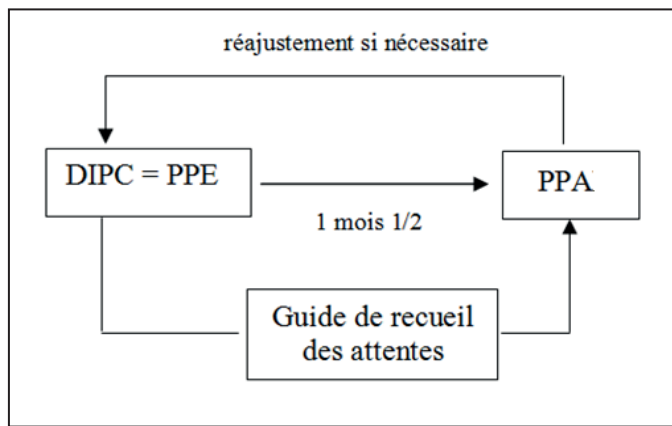 réajustement si nécessaire
DIPC = PPE
PPA
1 mois 1/2
Guide de recueil
des attentes